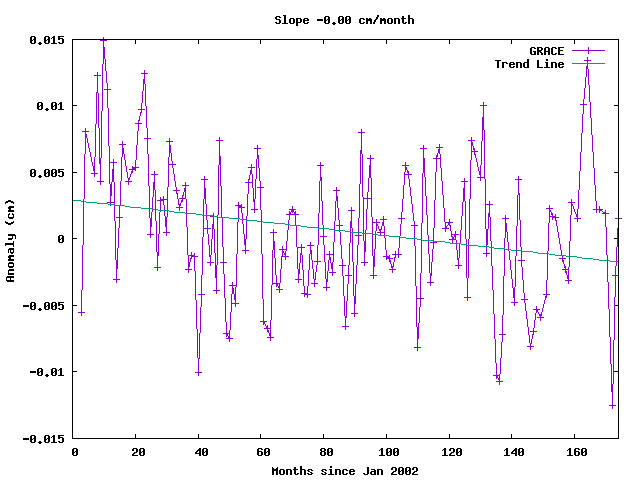 Slope -0.00 cm/month
GRACE
Trend Line
0.015
0.01
0.005
0
-0.005
-0.01
-0.015
Anomaly (cm)
0 20 40 60 80 100 120 140 160
Months since Jan 2002